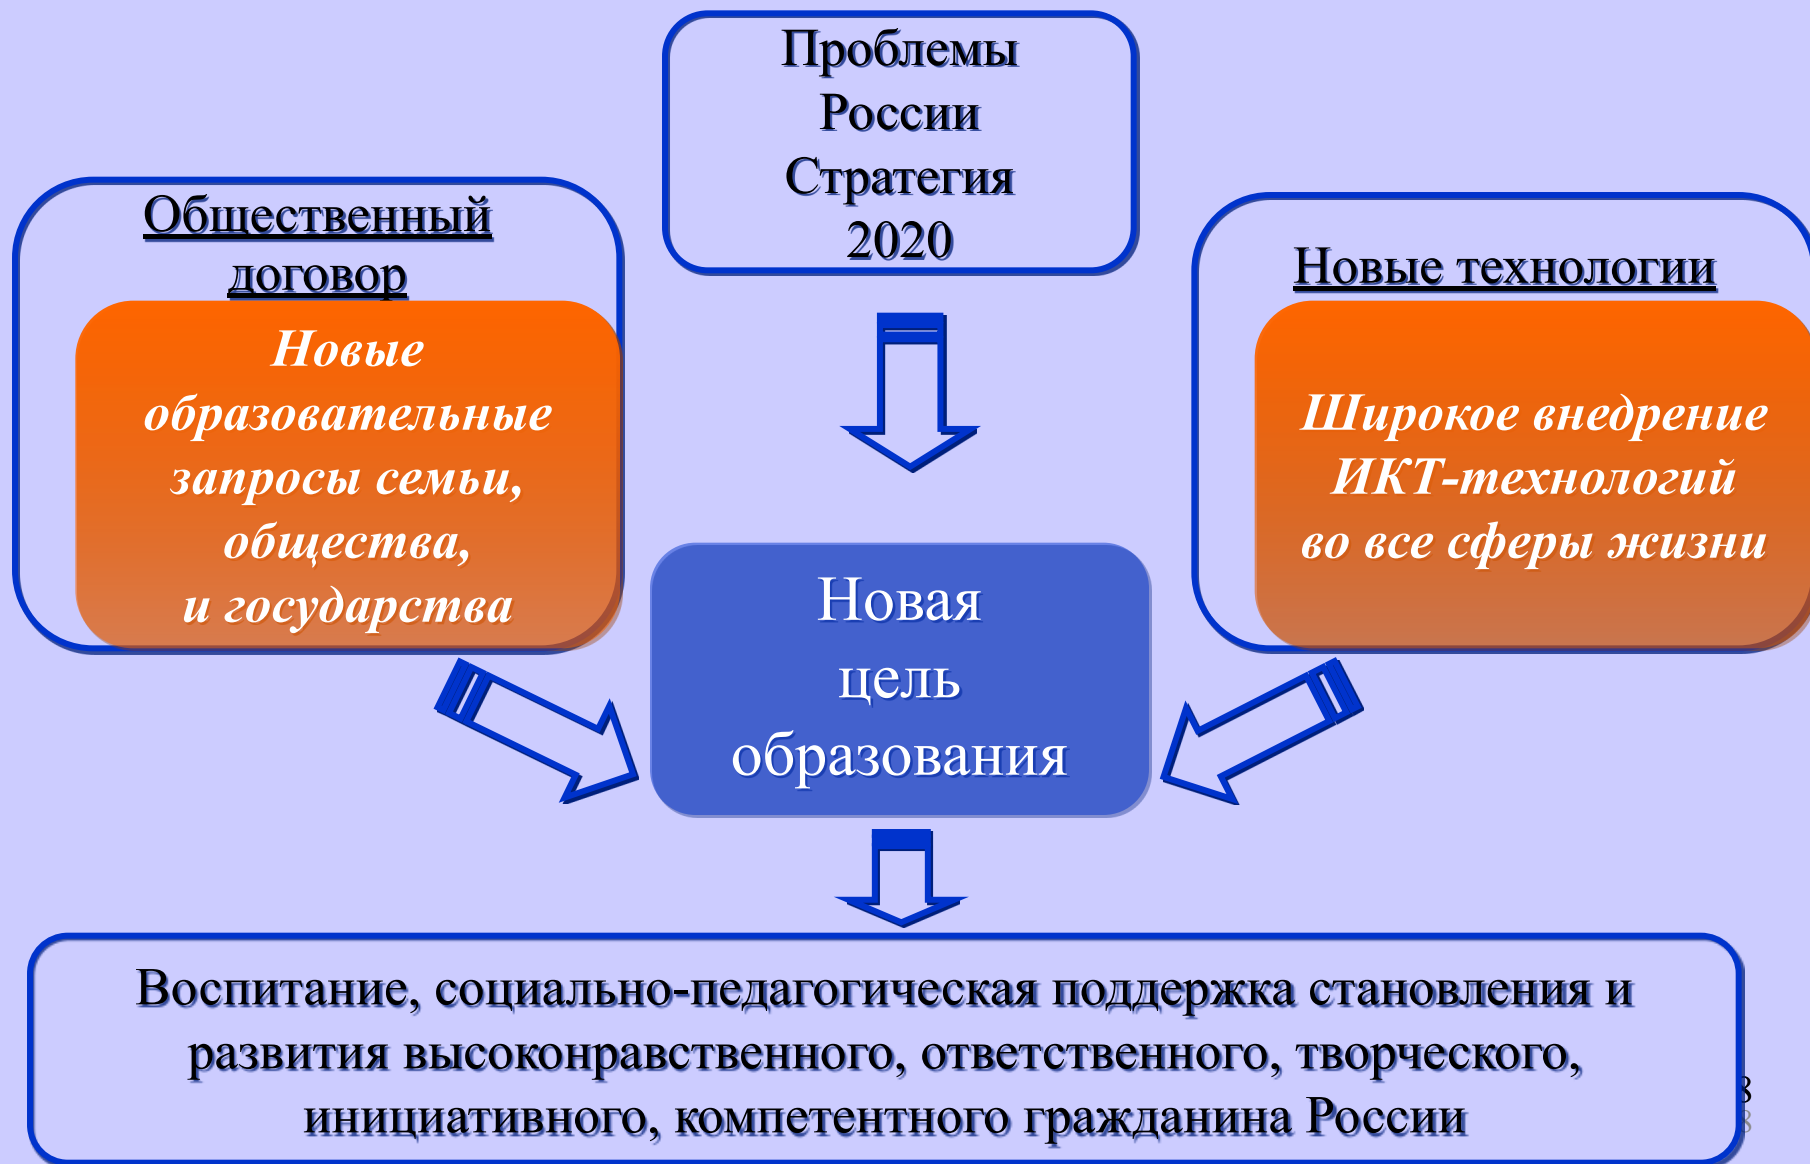 Проблемы
России
Стратегия
2020
Общественный
договор
Новые
образовательные
запросы семьи,
общества,
и государства
Новые технологии
Широкое внедрение
ИКТ-технологий
во все сферы жизни
Новая
цель
образования
Воспитание, социально-педагогическая поддержка становления и
развития высоконравственного, ответственного, творческого,
инициативного, компетентного гражданина России
8
8